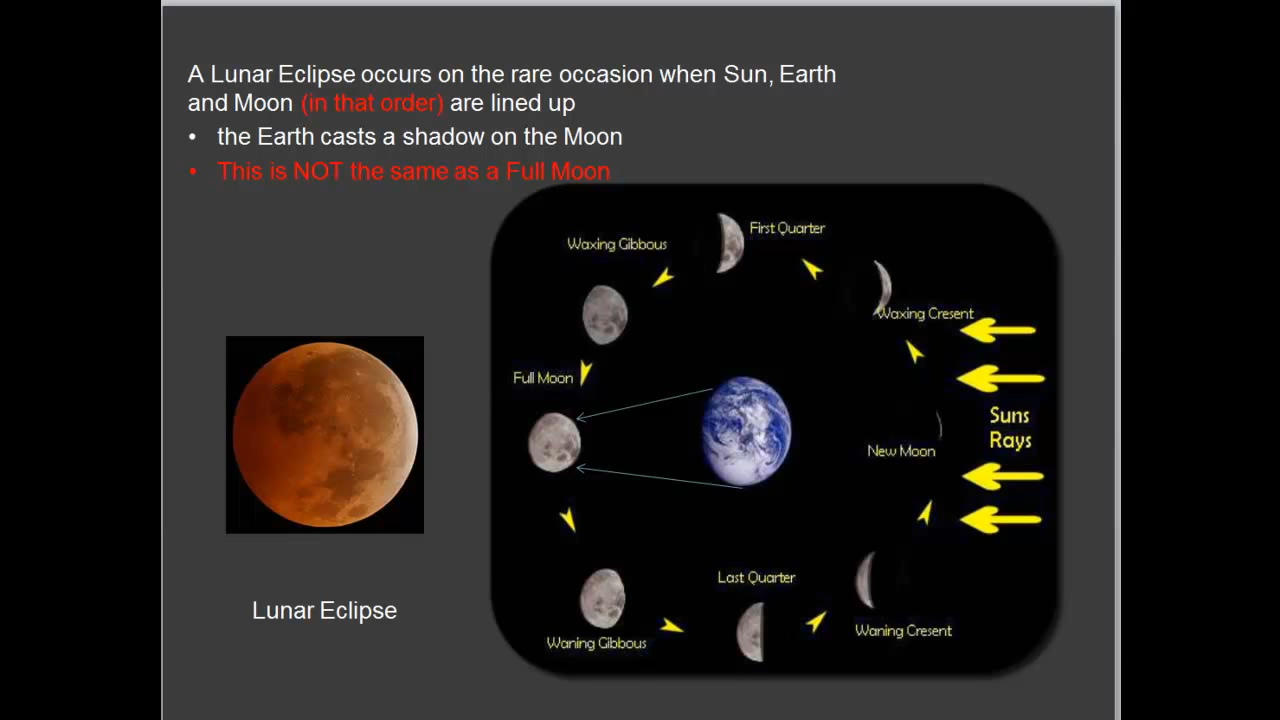 A Lunar Eclipse occurs on the rare occasion when Sun, Earth
and Moon (in that order) are lined up
• the Earth casts a shadow on the Moon
• This is NOT the same as a Full Moon
First Quarter
Waxing Gibbous
Waxing Cresent
Full Moon
Suns
Rays
New Moon
Last Quarter
Lunar Eclipse
Waning Cresent
Waning Gibbous